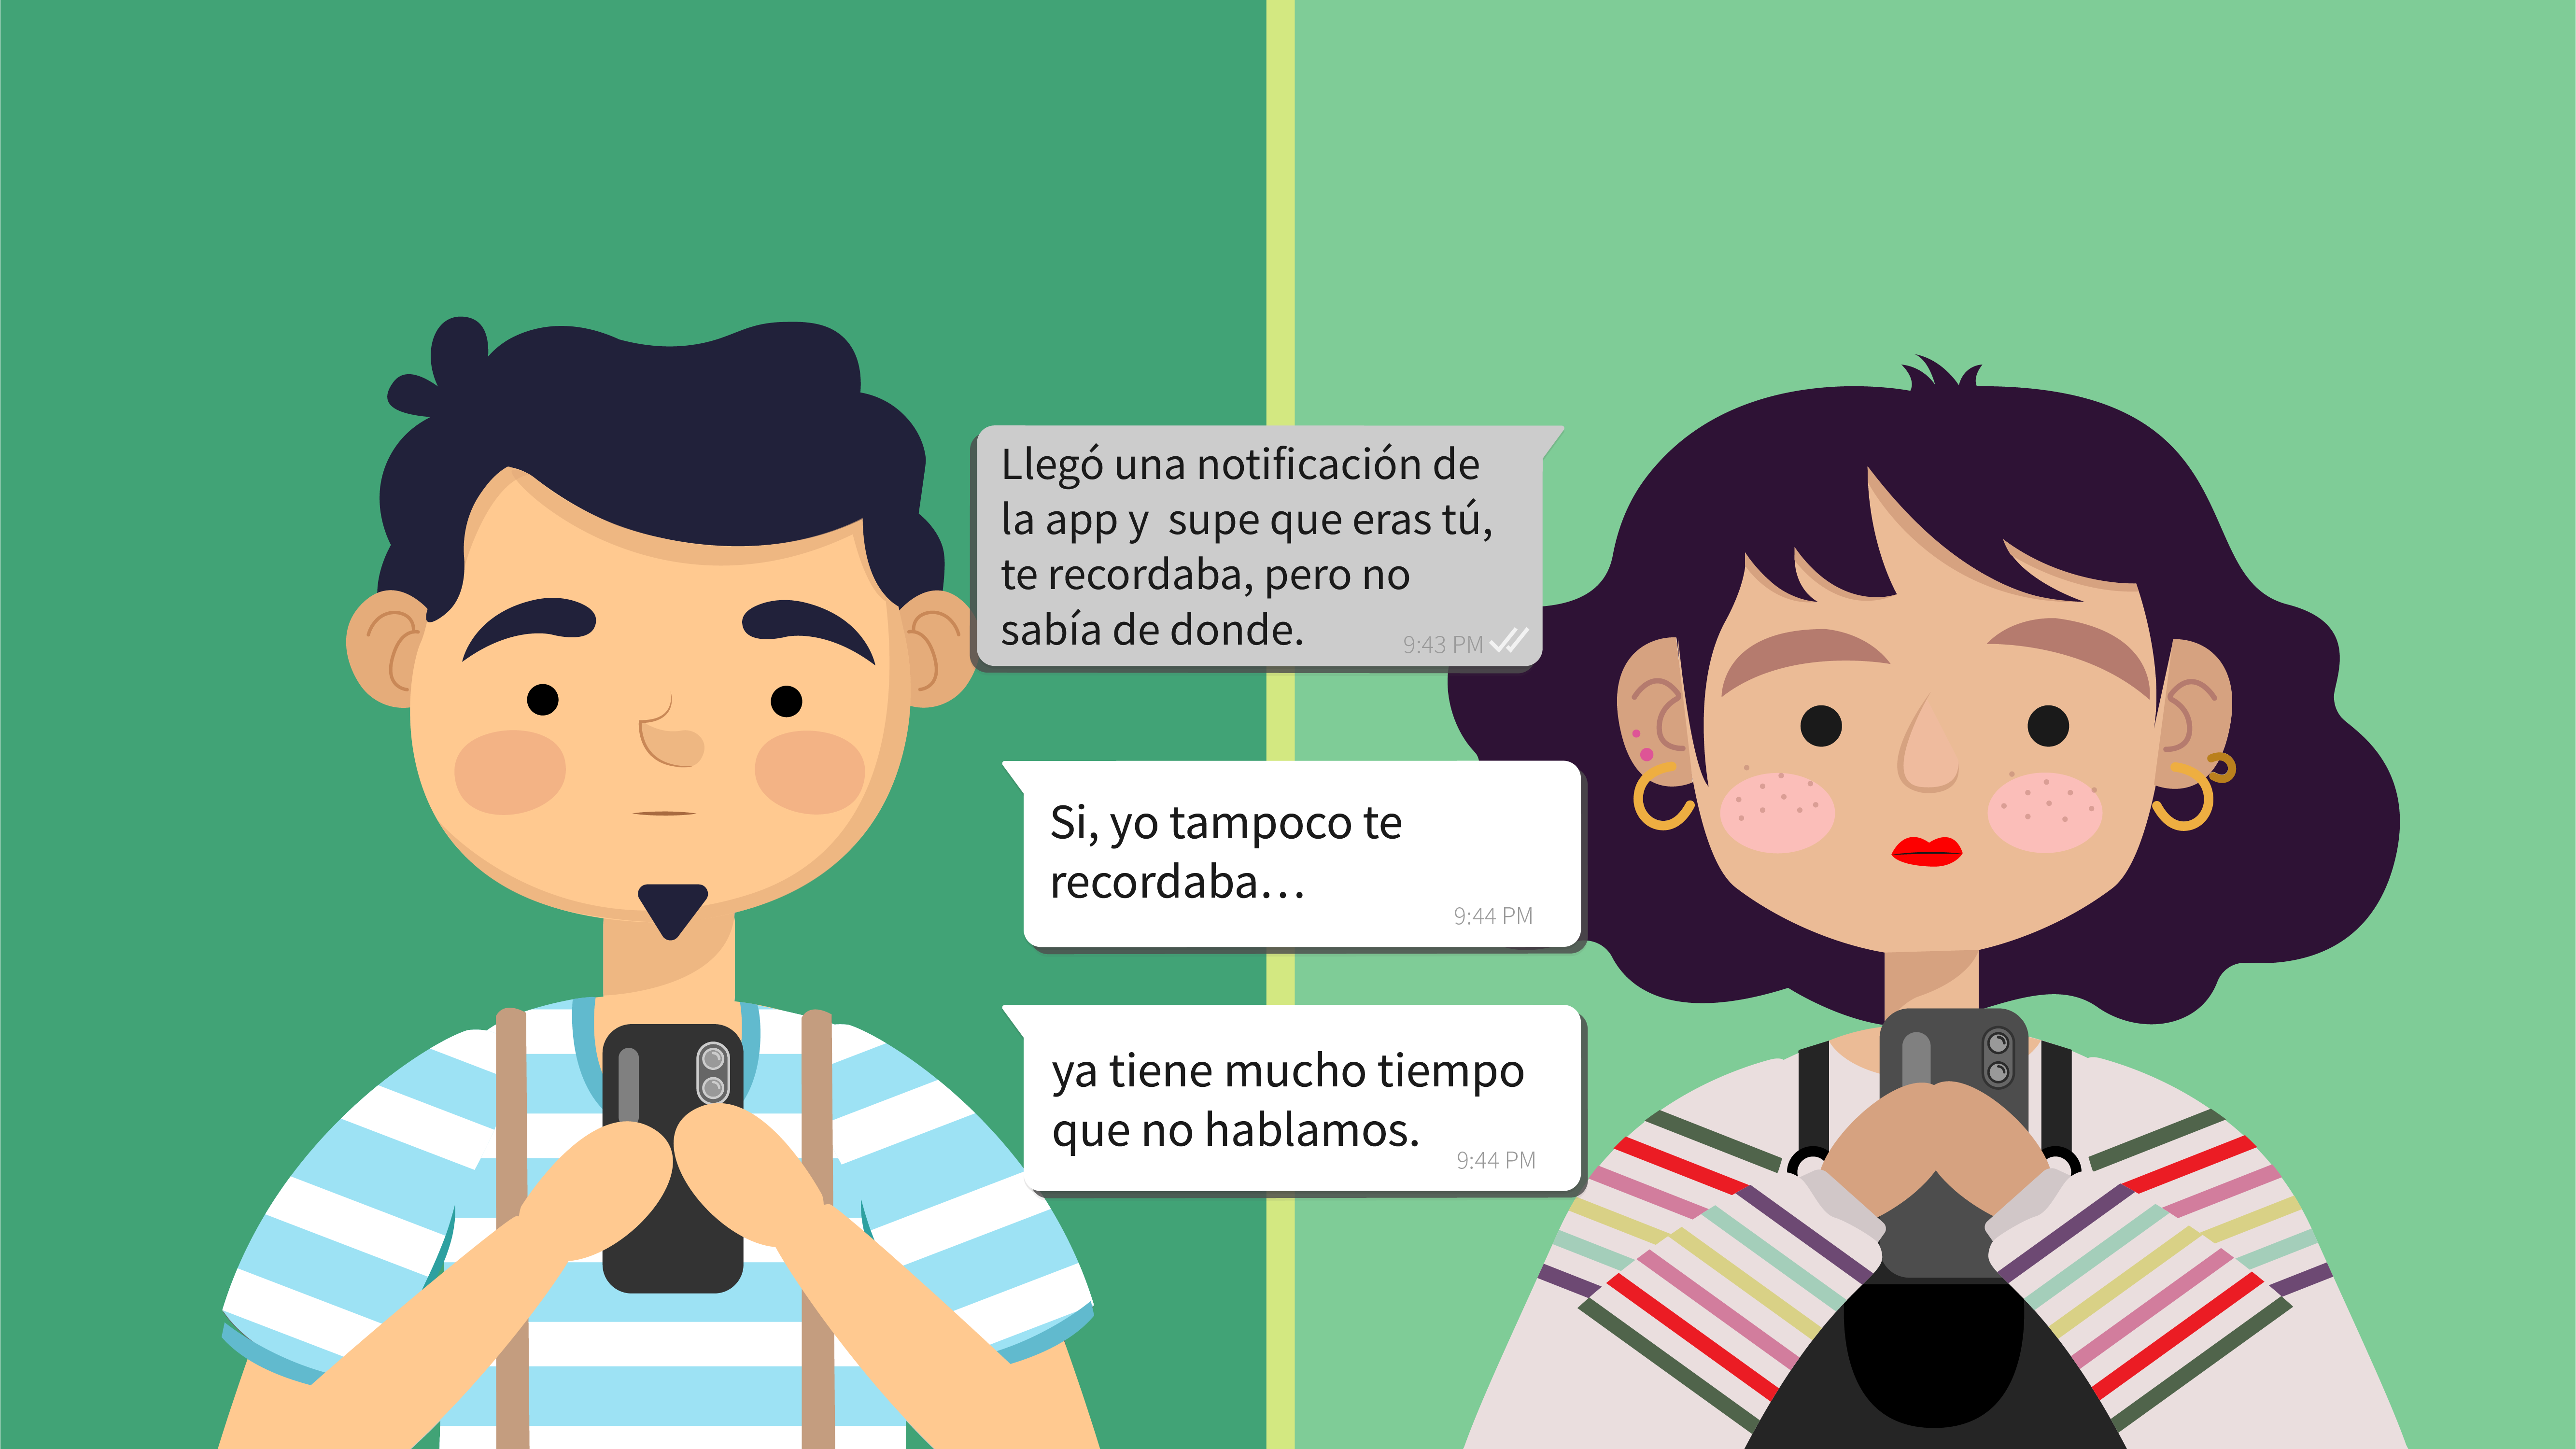 Llegó una notificación de
la app y  supe que eras tú,
te recordaba, pero no
sabía de donde.
9:43 PM
Si, yo tampoco te
recordaba...
9:44 PM
ya tiene mucho tiempo
que no hablamos.
9:44 PM